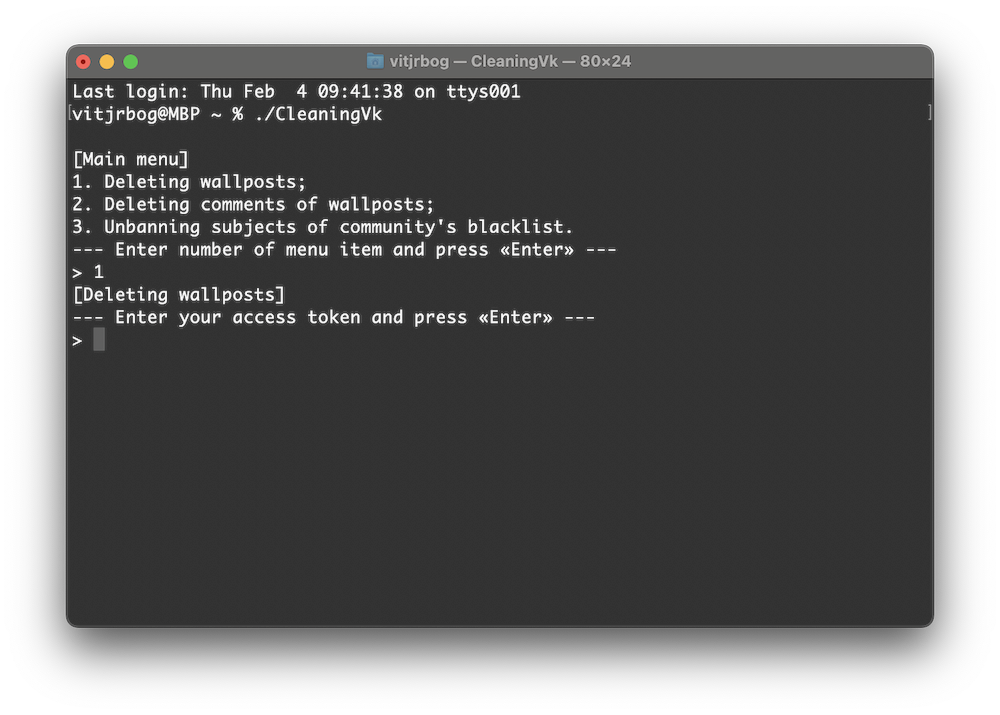 vitjrbog — CleaningVk — 80×24
Last login: Thu Feb  4 09:41:38 on ttys001
[vitjrbog@MBP ~ % ./CleaningVk ]
[Main menu]
1. Deleting wallposts;
2. Deleting comments of wallposts;
3. Unbanning subjects of community's blacklist.
--- Enter number of menu item and press «Enter» ---
> 1
[Deleting wallposts]
--- Enter your access token and press «Enter» ---
>